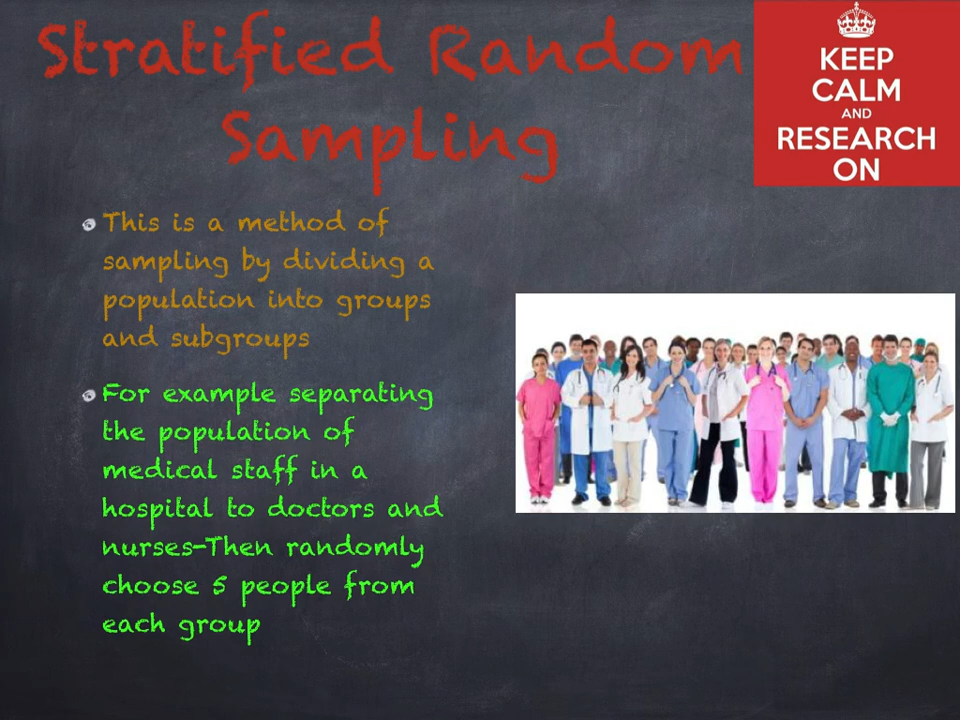 Stratified Random
Sampling
KEEP
CALM
AND
RESEARCH
ON
This is a method of
sampling by dividing a
population into groups
and subgroups
For example separating
the population of
medical staff in a
hospital to doctors and
nurses-Then randomly
choose 5 people from
each group